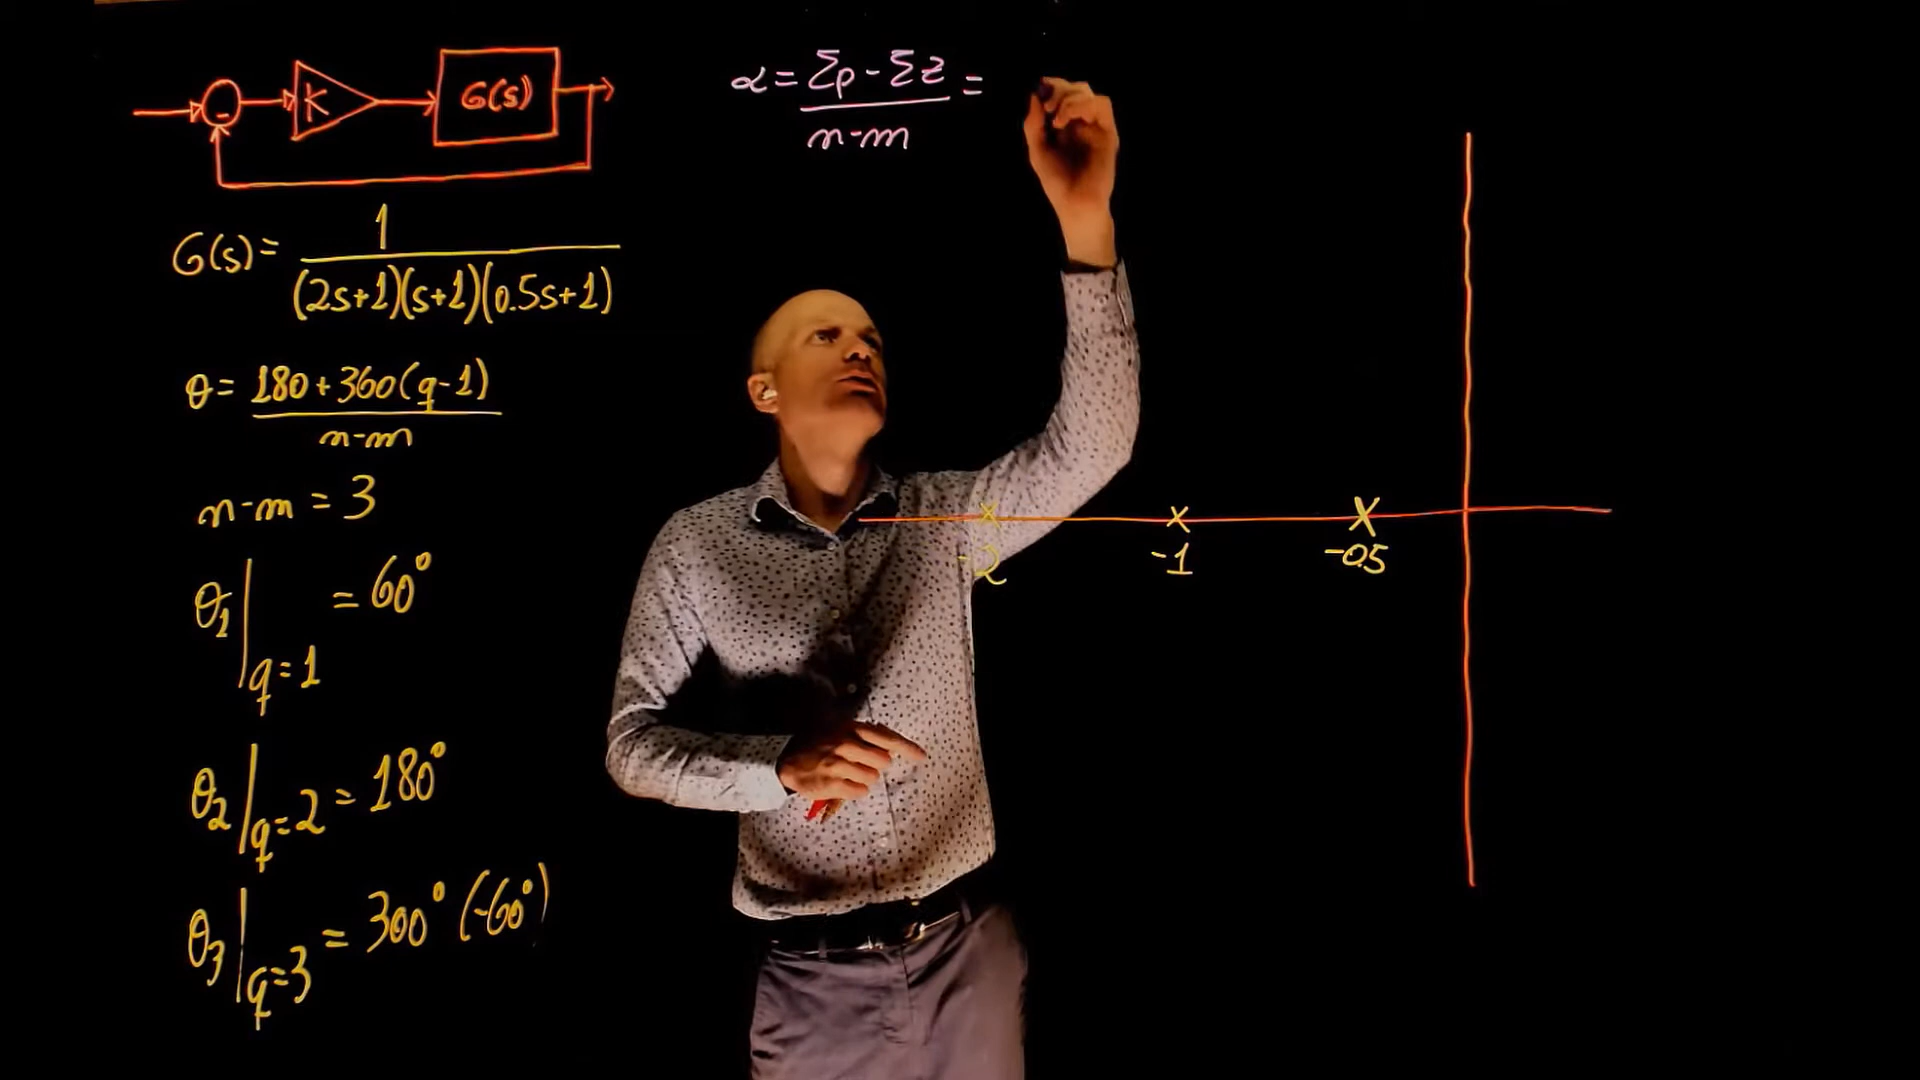 K G(s)
α = Σp - Σz / n-m =
G(s) = 1 / (2s+1)(s+1)(0.5s+1)
θ = 180 + 360(q-1) / n-m
n-m = 3
θ1 | q=1 = 60°
θ2 | q=2 = 180°
θ3 | q=3 = 300° (-60°)
-2 -1 -0.5